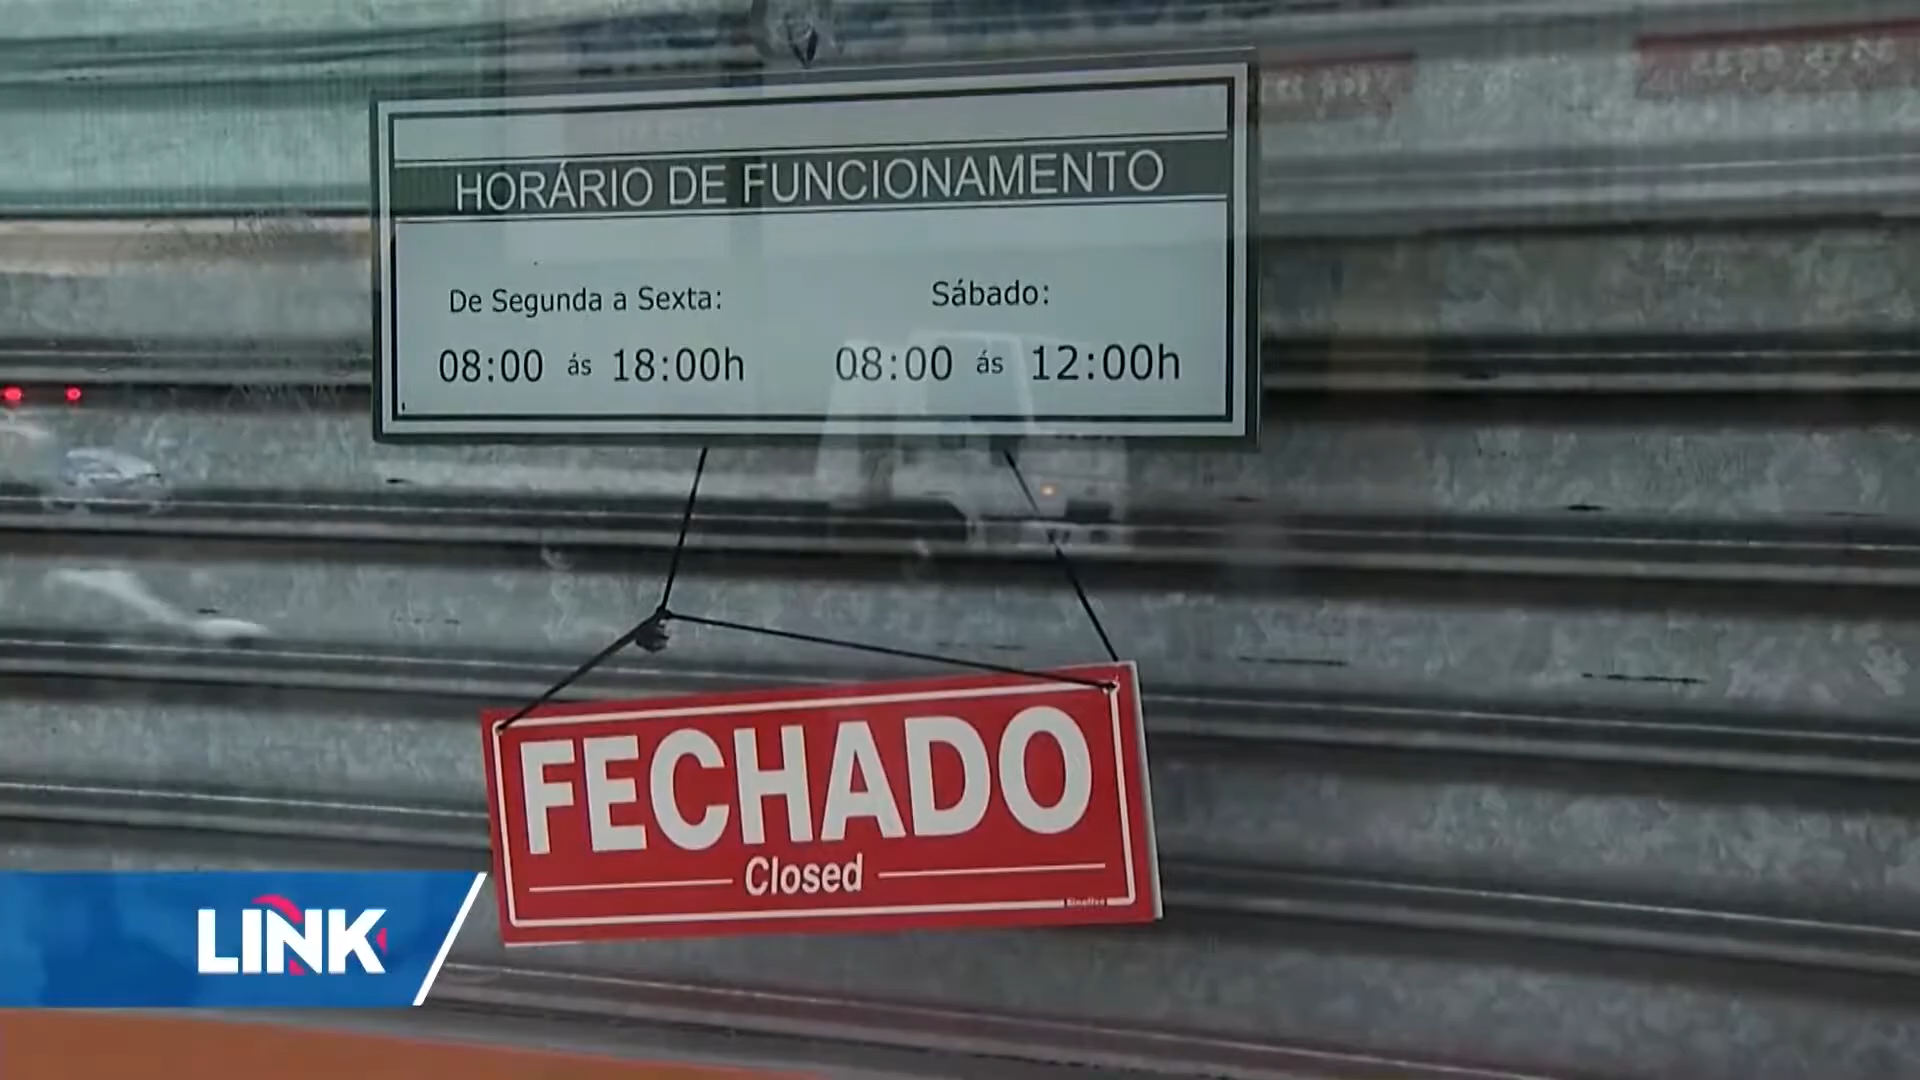 HORÁRIO DE FUNCIONAMENTO
De Segunda a Sexta:
08:00 ás 18:00h
Sábado:
08:00 ás 12:00h
FECHADO
Closed
LINK